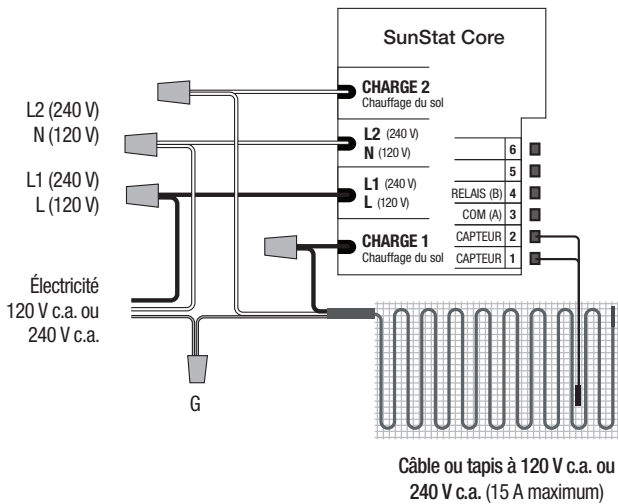 SunStat Core
CHARGE 2
Chauffage du sol
L2 (240 V)
N (120 V)
L2 (240 V)
N (120 V)
L1 (240 V)
L (120 V)
L1 (240 V)
L (120 V)
CHARGE 1
Chauffage du sol
6
5
RELAIS (B) 4
COM (A) 3
CAPTEUR 2
CAPTEUR 1
Électricité
120 V c.a. ou
240 V c.a.
G
Câble ou tapis à 120 V c.a. ou
240 V c.a. (15 A maximum)